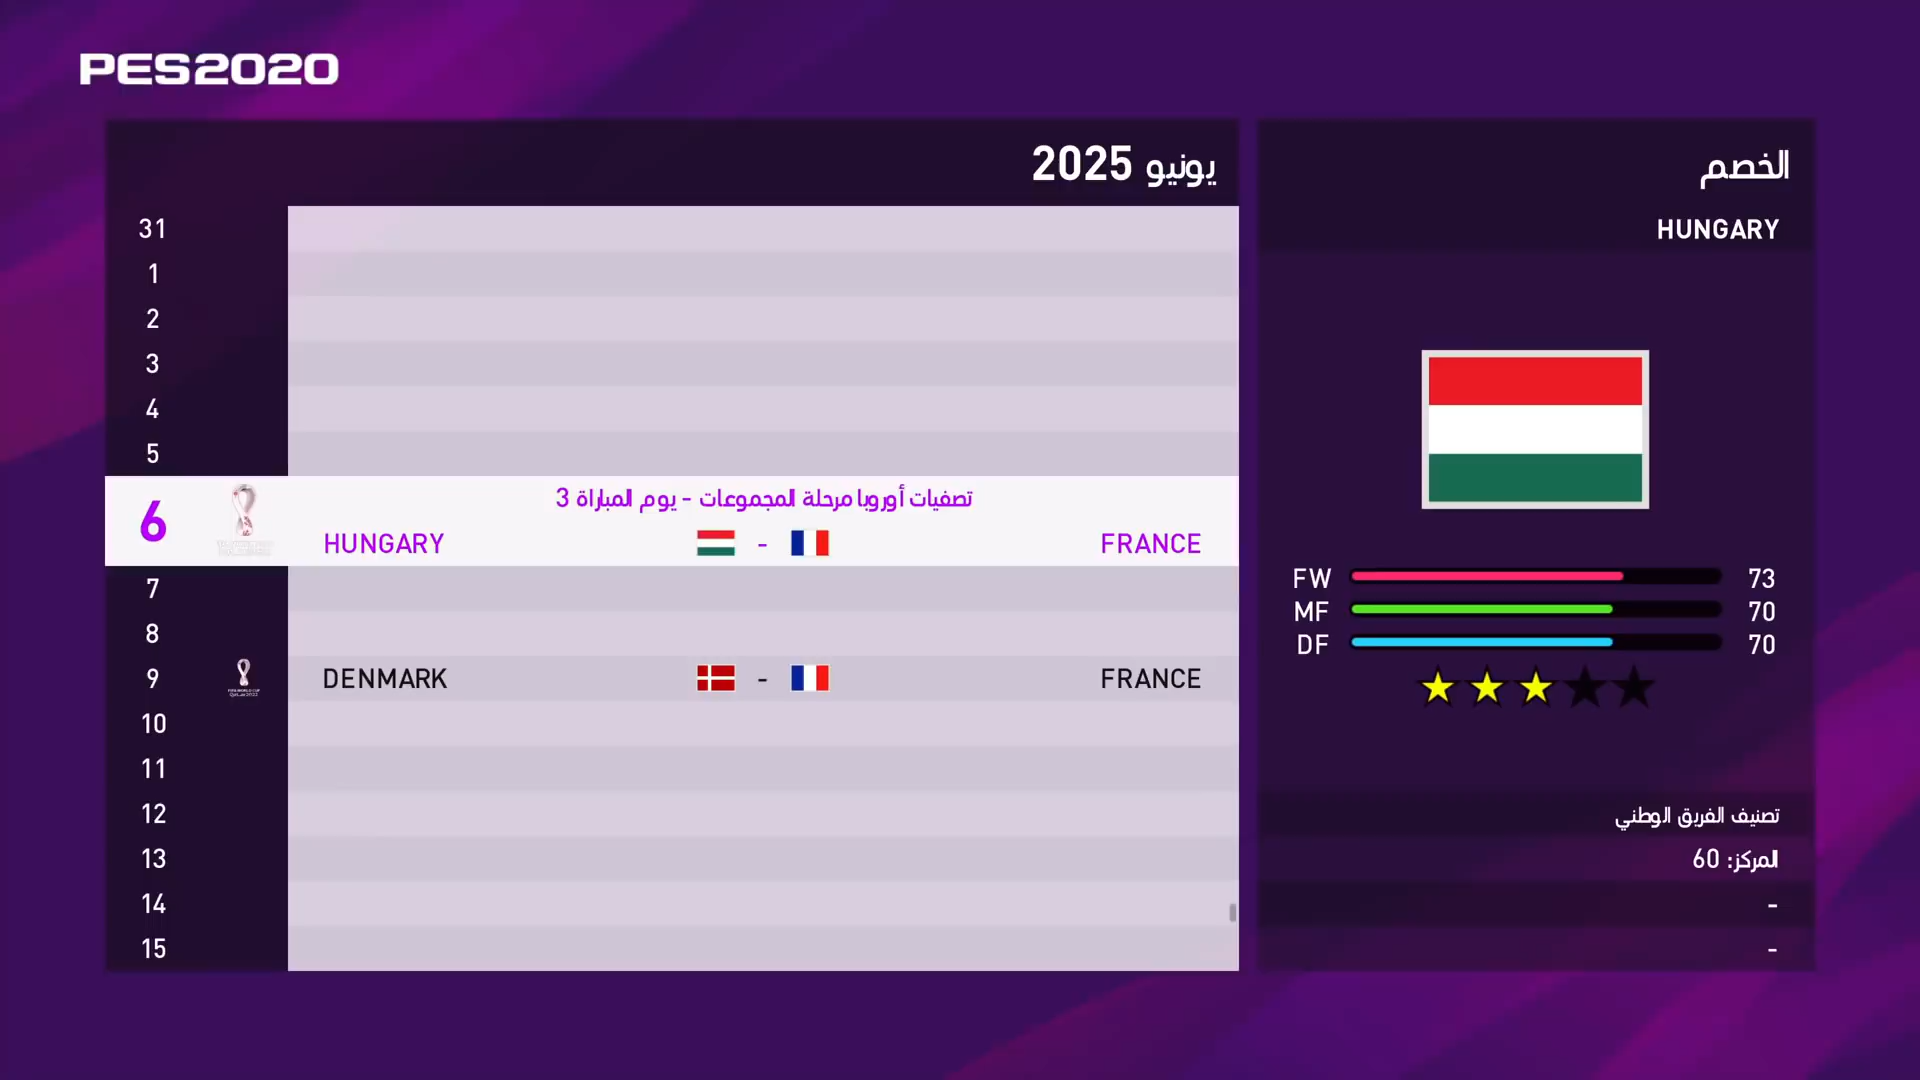 PES2020
يونيو 2025
31
1
2
3
4
5
6
تصفيات أوروبا مرحلة المجموعات - يوم المباراة 3
HUNGARY - FRANCE
7
8
9
DENMARK - FRANCE
10
11
12
13
14
15
الخصم
HUNGARY
FW 73
MF 70
DF 70
تصنيف الفريق الوطني
المركز: 60
-
-